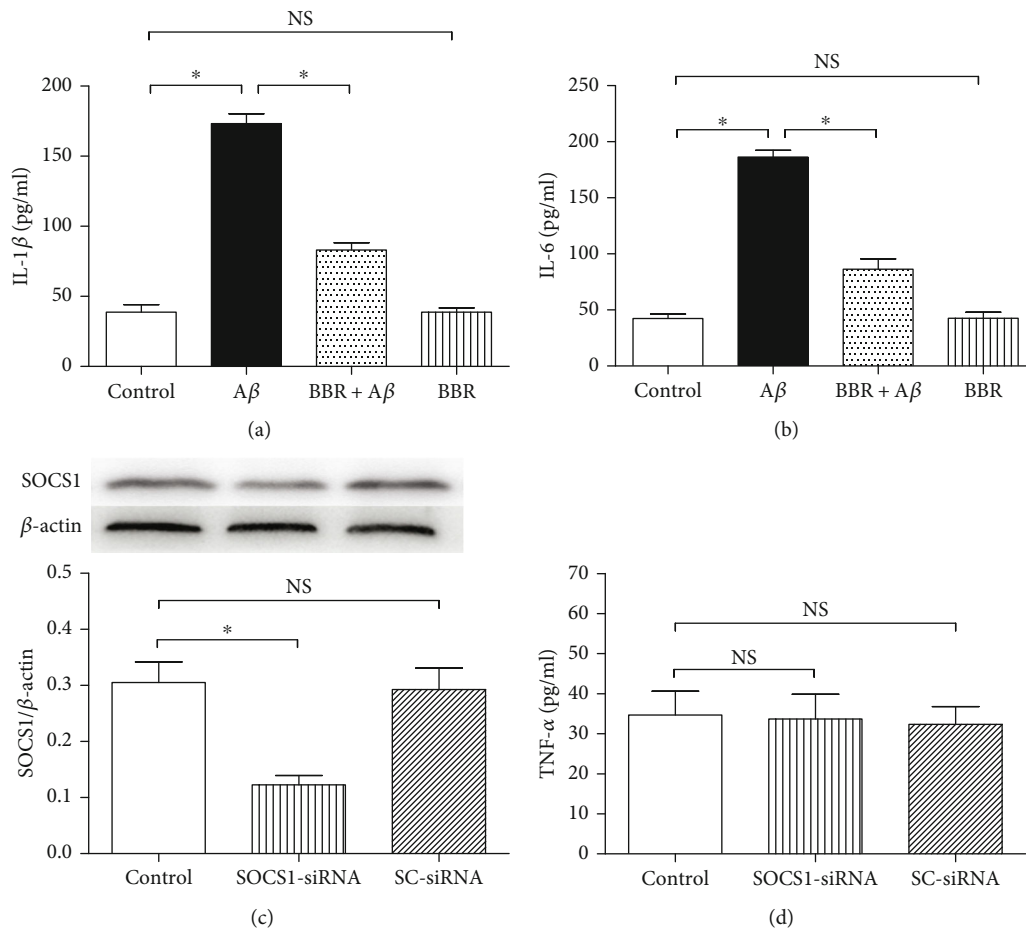 NS
*
*
200
150
100
50
0
IL-1β (pg/ml)
Control
Aβ
BBR + Aβ
BBR
(a)
NS
*
*
250
200
150
100
50
0
IL-6 (pg/ml)
Control
Aβ
BBR + Aβ
BBR
(b)
SOCS1
β-actin
NS
*
0.5
0.4
0.3
0.2
0.1
0.0
SOCS1/β-actin
Control
SOCS1-siRNA
SC-siRNA
(c)
NS
NS
70
60
50
40
30
20
10
0
TNF-α (pg/ml)
Control
SOCS1-siRNA
SC-siRNA
(d)